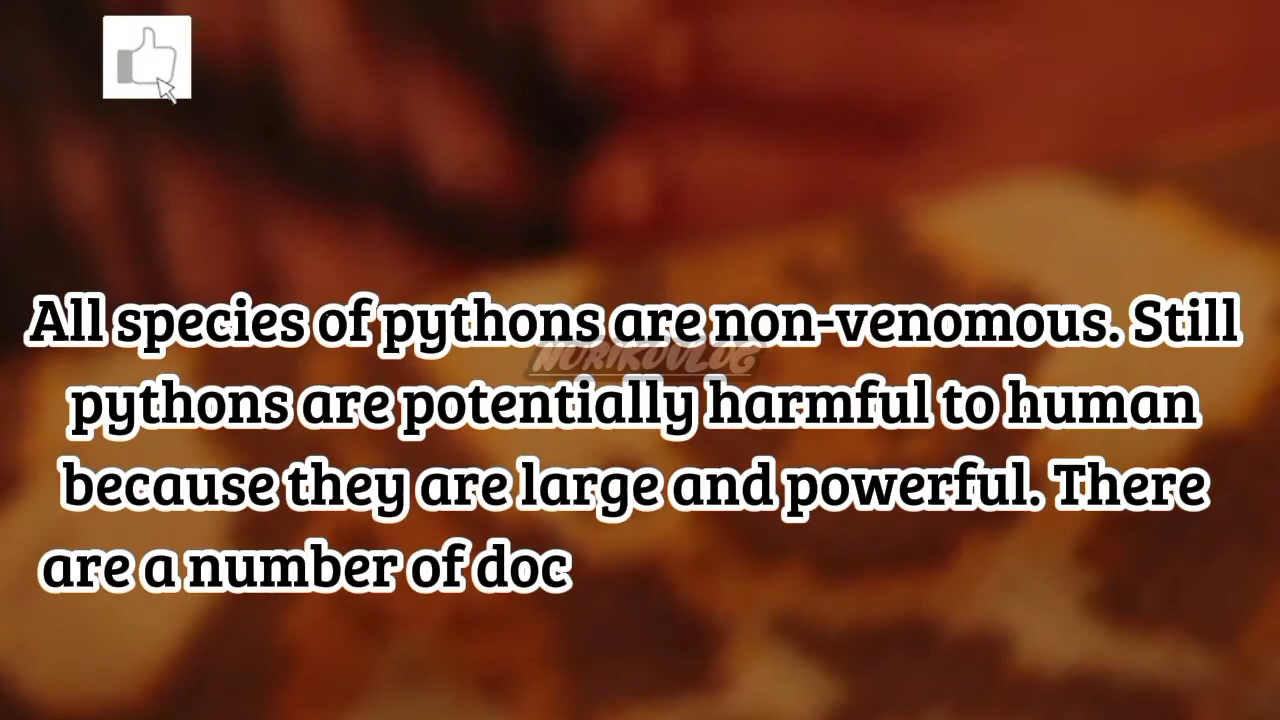 All species of pythons are non-venomous. Still
NORIKOVLOG
pythons are potentially harmful to human
because they are large and powerful. There
are a number of doc